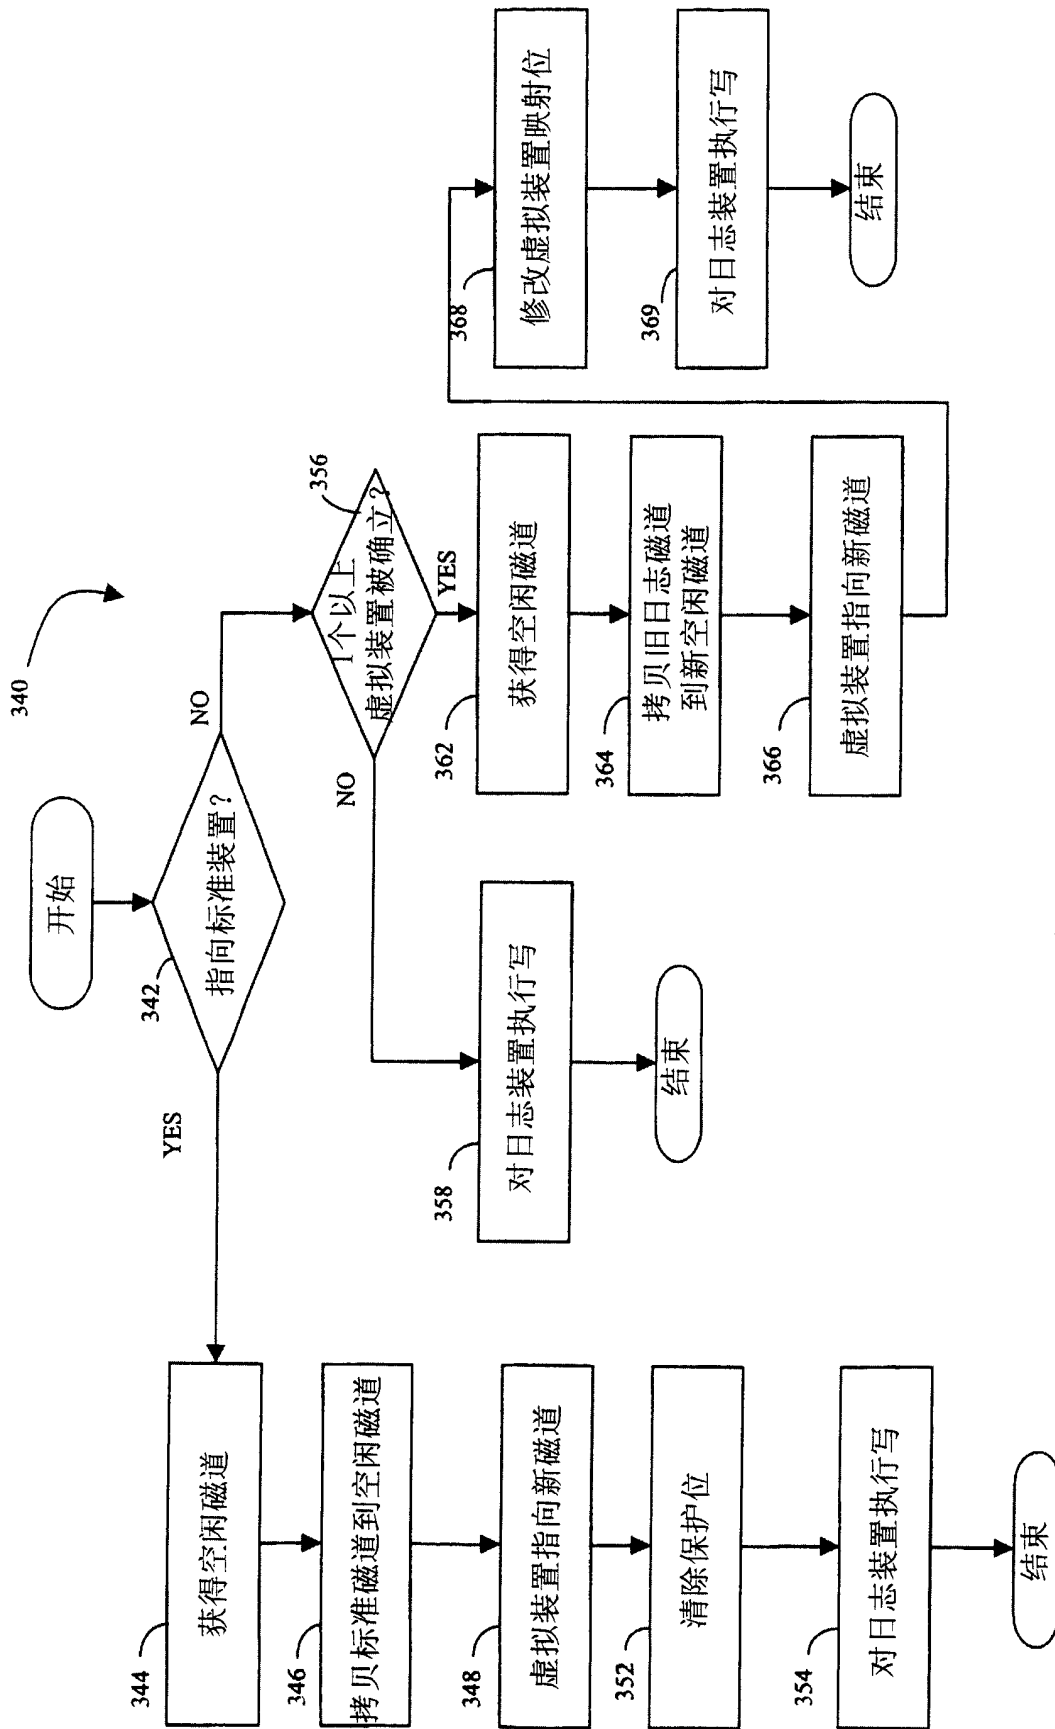 340
开始
342
指向标准装置?
YES
NO
344
获得空闲磁道
346
拷贝标准磁道到空闲磁道
348
虚拟装置指向新磁道
352
清除保护位
354
对日志装置执行写
结束
356
1个以上
虚拟装置被确立?
NO
YES
358
对日志装置执行写
结束
362
获得空闲磁道
364
拷贝旧日志磁道
到新空闲磁道
366
虚拟装置指向新磁道
368
修改虚拟装置映射位
369
对日志装置执行写
结束